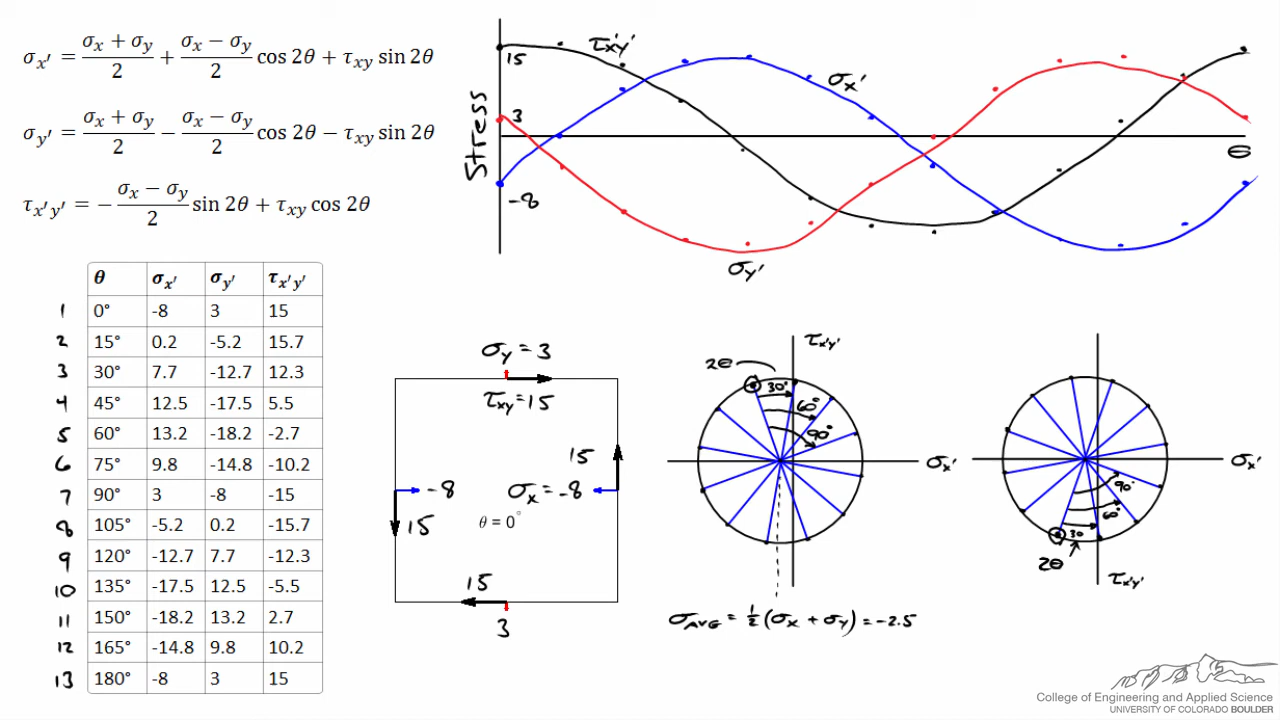 σx′ = (σx + σy)/2 + (σx − σy)/2 cos 2θ + τxy sin 2θ
σy′ = (σx + σy)/2 − (σx − σy)/2 cos 2θ − τxy sin 2θ
τx′y′ = − (σx − σy)/2 sin 2θ + τxy cos 2θ
Stress
15
3
-8
τx'y'
σx'
σy'
θ
θ σx′ σy′ τx′y′
1 0° -8 3 15
2 15° 0.2 -5.2 15.7
3 30° 7.7 -12.7 12.3
4 45° 12.5 -17.5 5.5
5 60° 13.2 -18.2 -2.7
6 75° 9.8 -14.8 -10.2
7 90° 3 -8 -15
8 105° -5.2 0.2 -15.7
9 120° -12.7 7.7 -12.3
10 135° -17.5 12.5 -5.5
11 150° -18.2 13.2 2.7
12 165° -14.8 9.8 10.2
13 180° -8 3 15
σy = 3
τxy = 15
15
-8
σx = -8
15
θ = 0°
15
3
τx'y'
2θ
30°
60°
90°
σx'
σAVG = 1/2 (σx + σy) = -2.5
σx'
90°
60°
30
2θ
τx'y'
College of Engineering and Applied Science
UNIVERSITY OF COLORADO BOULDER